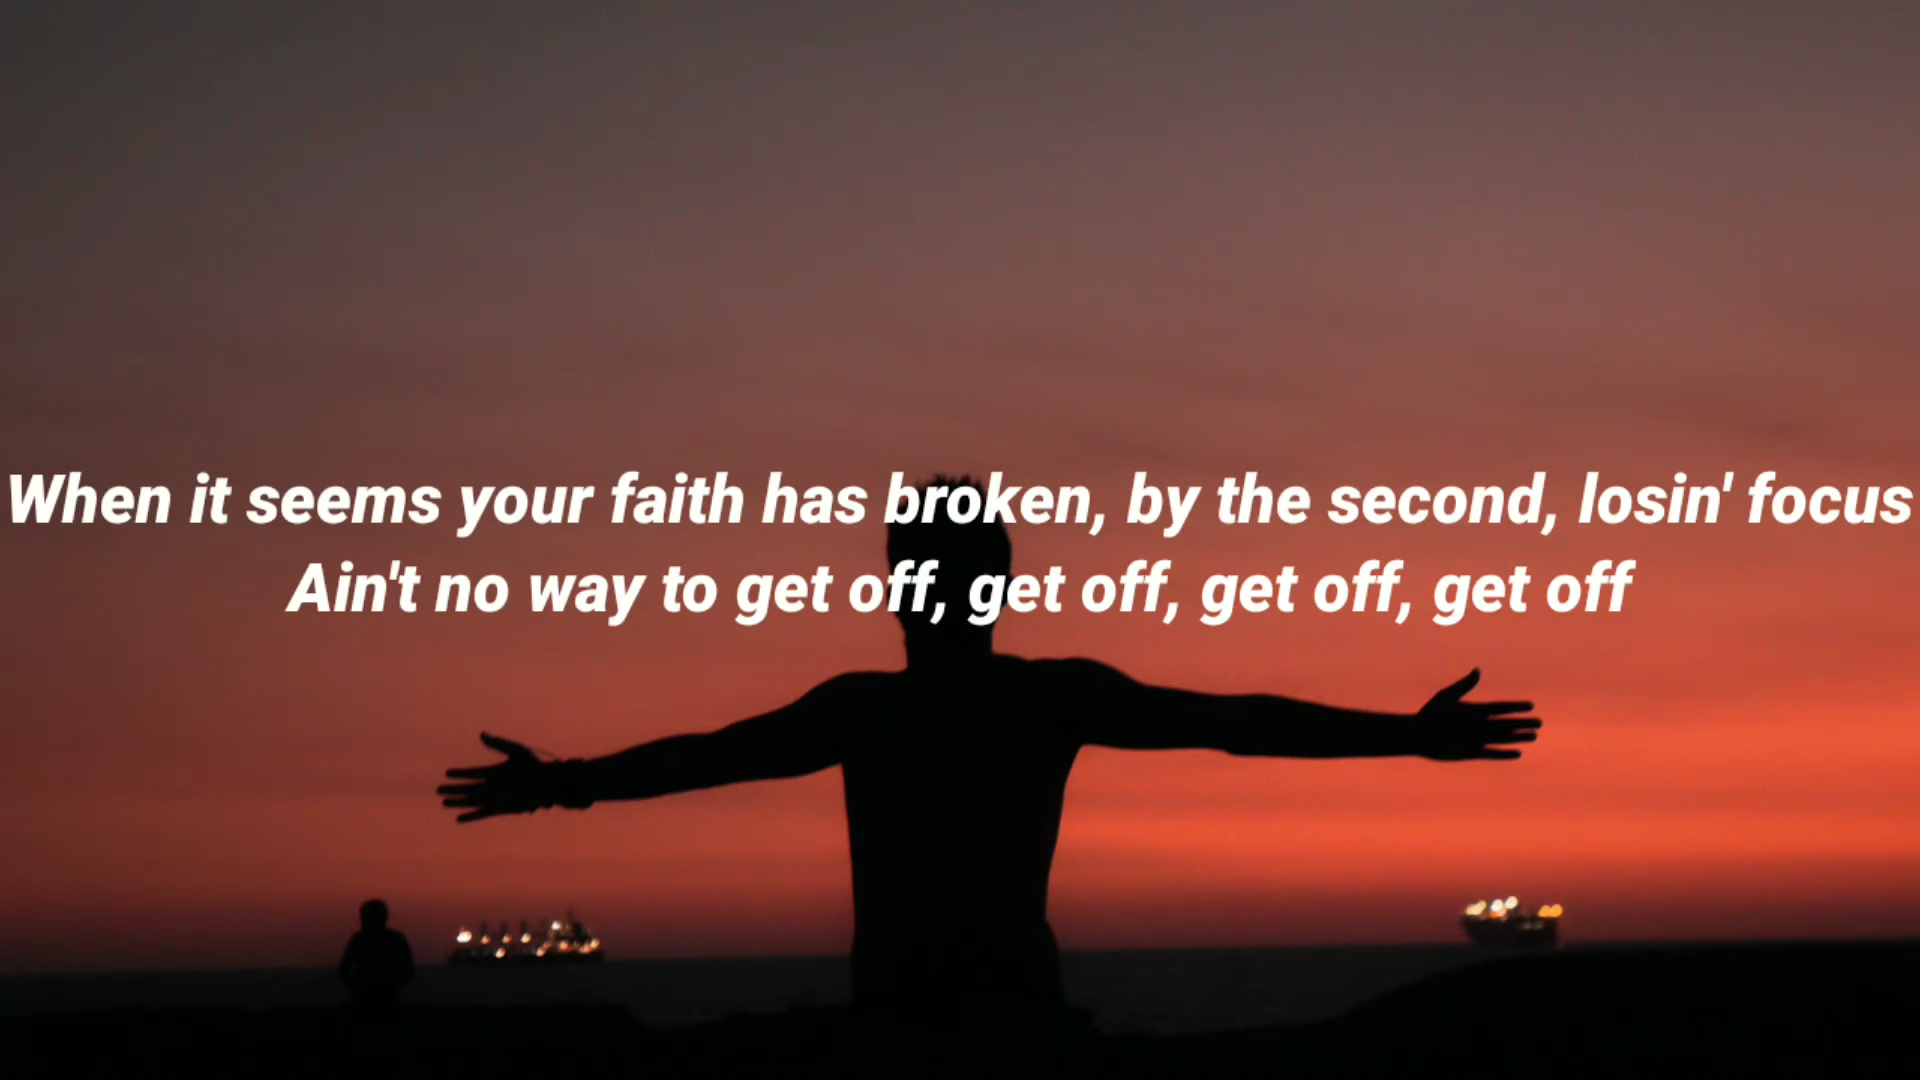 When it seems your faith has broken, by the second, losin' focus
Ain't no way to get off, get off, get off, get off